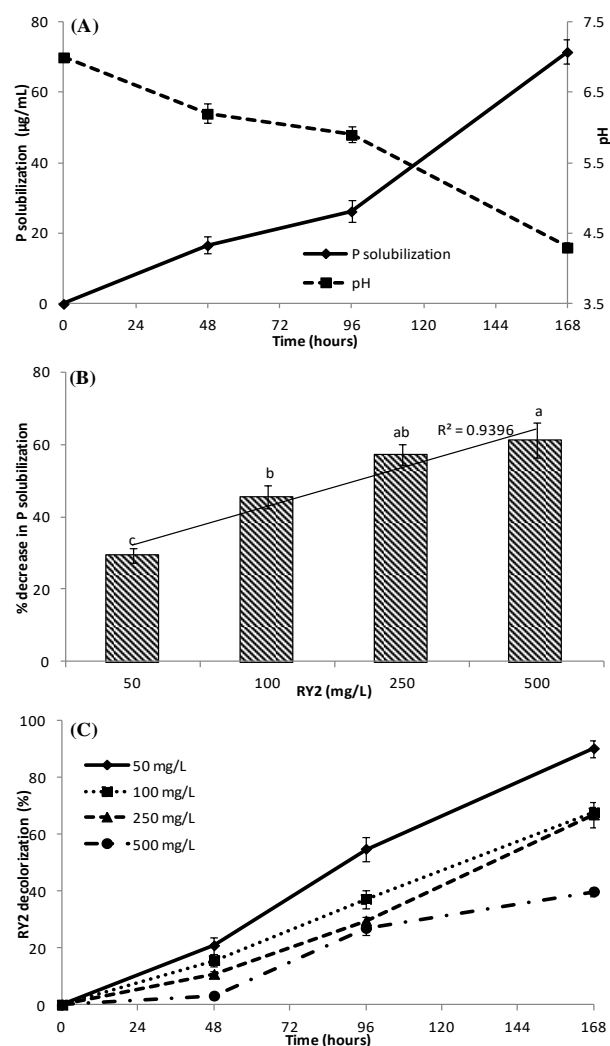 (A)
80
60
40
20
0
P solubilization (µg/mL)
7.5
6.5
5.5
4.5
3.5
pH
P solubilization
pH
0 24 48 72 96 120 144 168
Time (hours)
(B)
80
60
40
20
0
% decrease in P solubilization
c
b
ab
a
R² = 0.9396
50 100 250 500
RY2 (mg/L)
(C)
100
80
60
40
20
0
RY2 decolorization (%)
50 mg/L
100 mg/L
250 mg/L
500 mg/L
0 24 48 72 96 120 144 168
Time (hours)